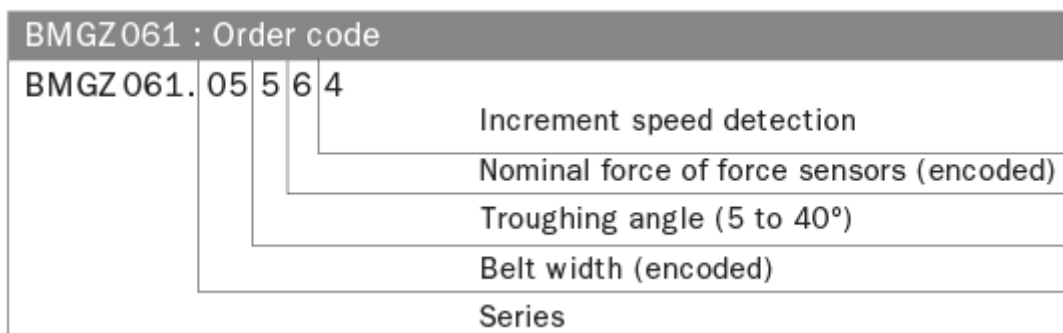 BMGZ061 : Order code
BMGZ061. 05 5 6 4
Increment speed detection
Nominal force of force sensors (encoded)
Troughing angle (5 to 40°)
Belt width (encoded)
Series